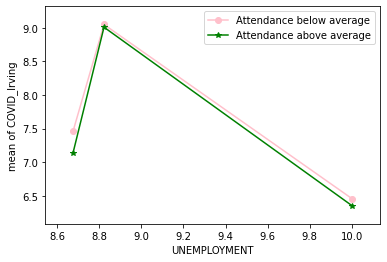 Attendance below average
Attendance above average
9.0
8.5
8.0
7.5
7.0
6.5
mean of COVID_Irving
8.6 8.8 9.0 9.2 9.4 9.6 9.8 10.0
UNEMPLOYMENT